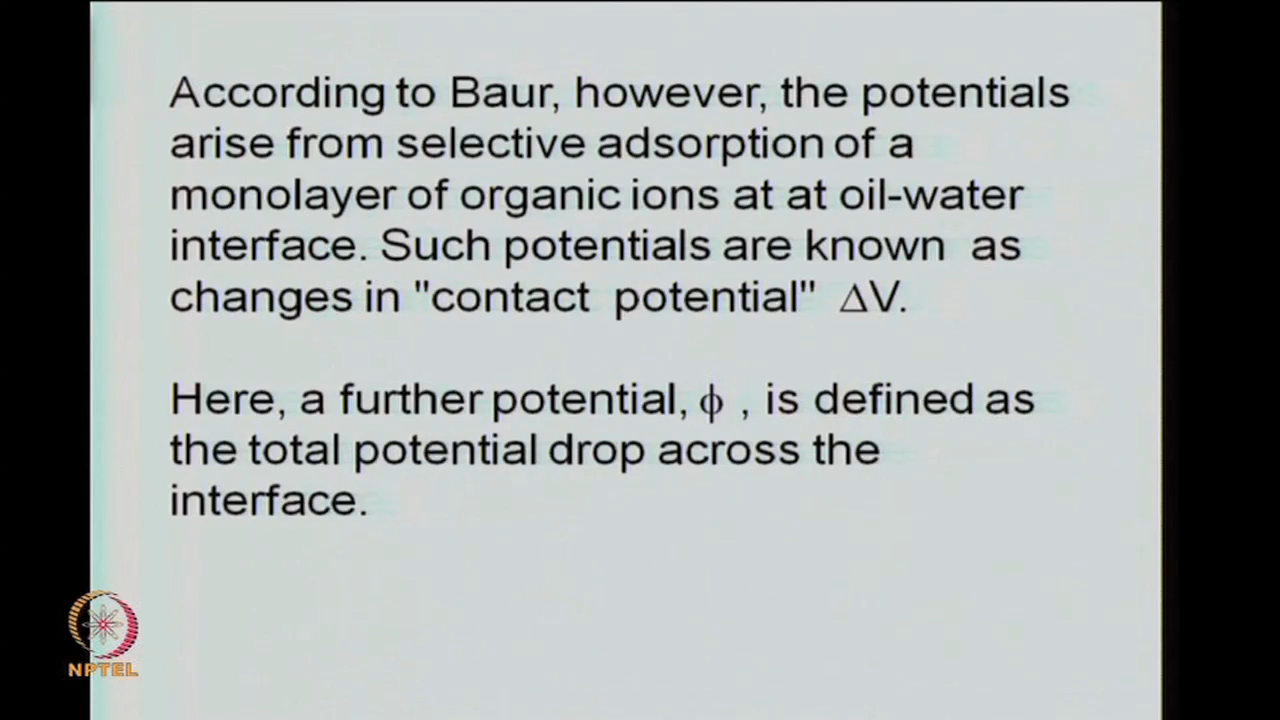 According to Baur, however, the potentials
arise from selective adsorption of a
monolayer of organic ions at at oil-water
interface. Such potentials are known as
changes in "contact potential" ΔV.
Here, a further potential, ϕ , is defined as
the total potential drop across the
interface.
NPTEL